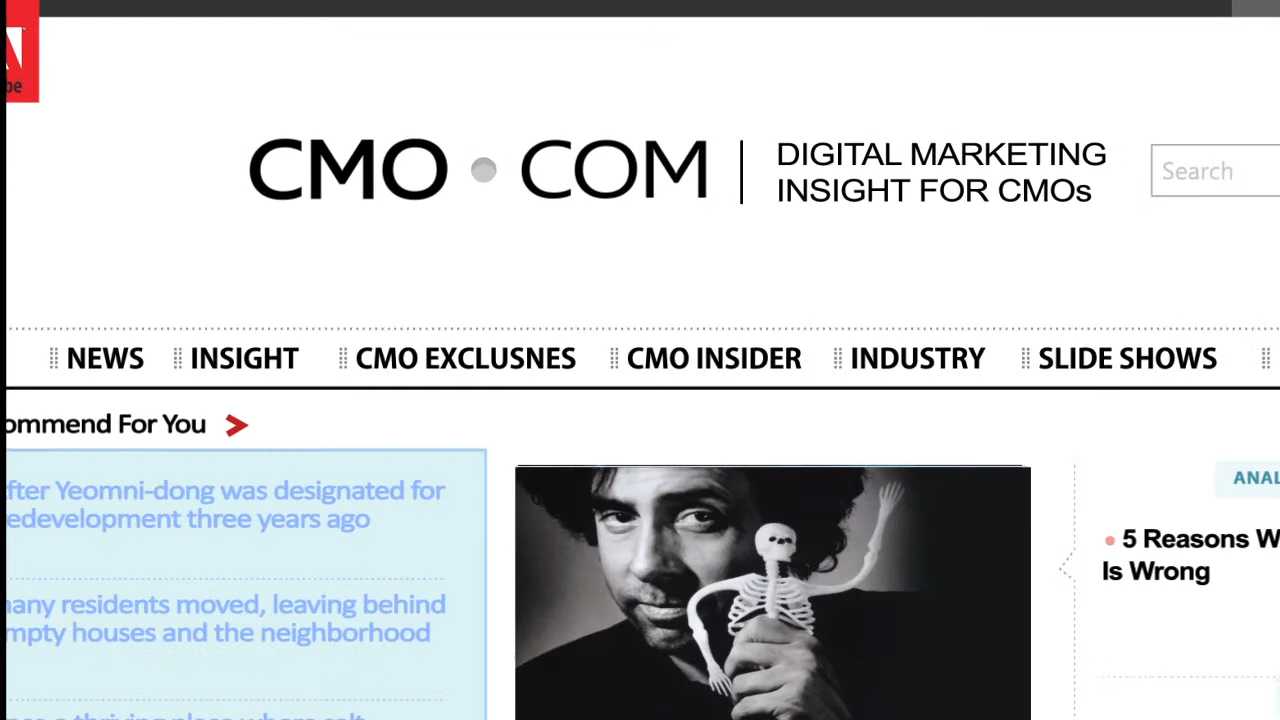 be
CMO • COM
DIGITAL MARKETING
INSIGHT FOR CMOs
Search
NEWS INSIGHT CMO EXCLUSNES CMO INSIDER INDUSTRY SLIDE SHOWS
ommend For You
fter Yeomni-dong was designated for
edevelopment three years ago
many residents moved, leaving behind
mpty houses and the neighborhood
ANAL
5 Reasons W
Is Wrong